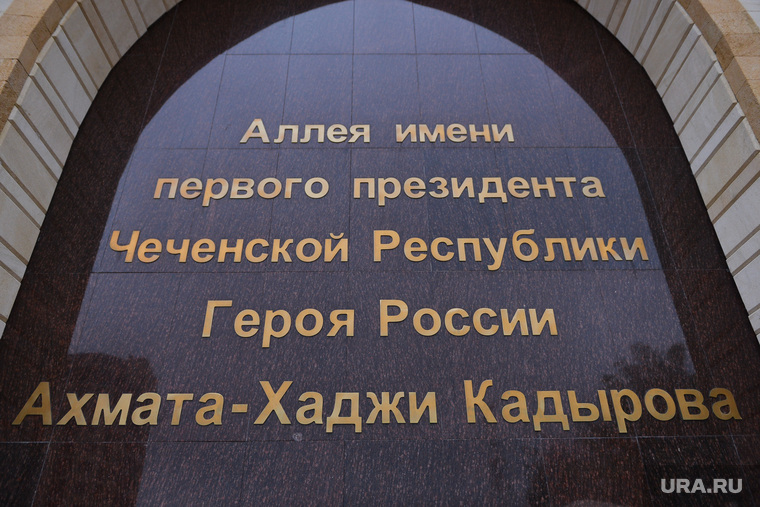 Аллея имени
первого президента
Чеченской Республики
Героя России
Ахмата-Хаджи Кадырова
URA.RU